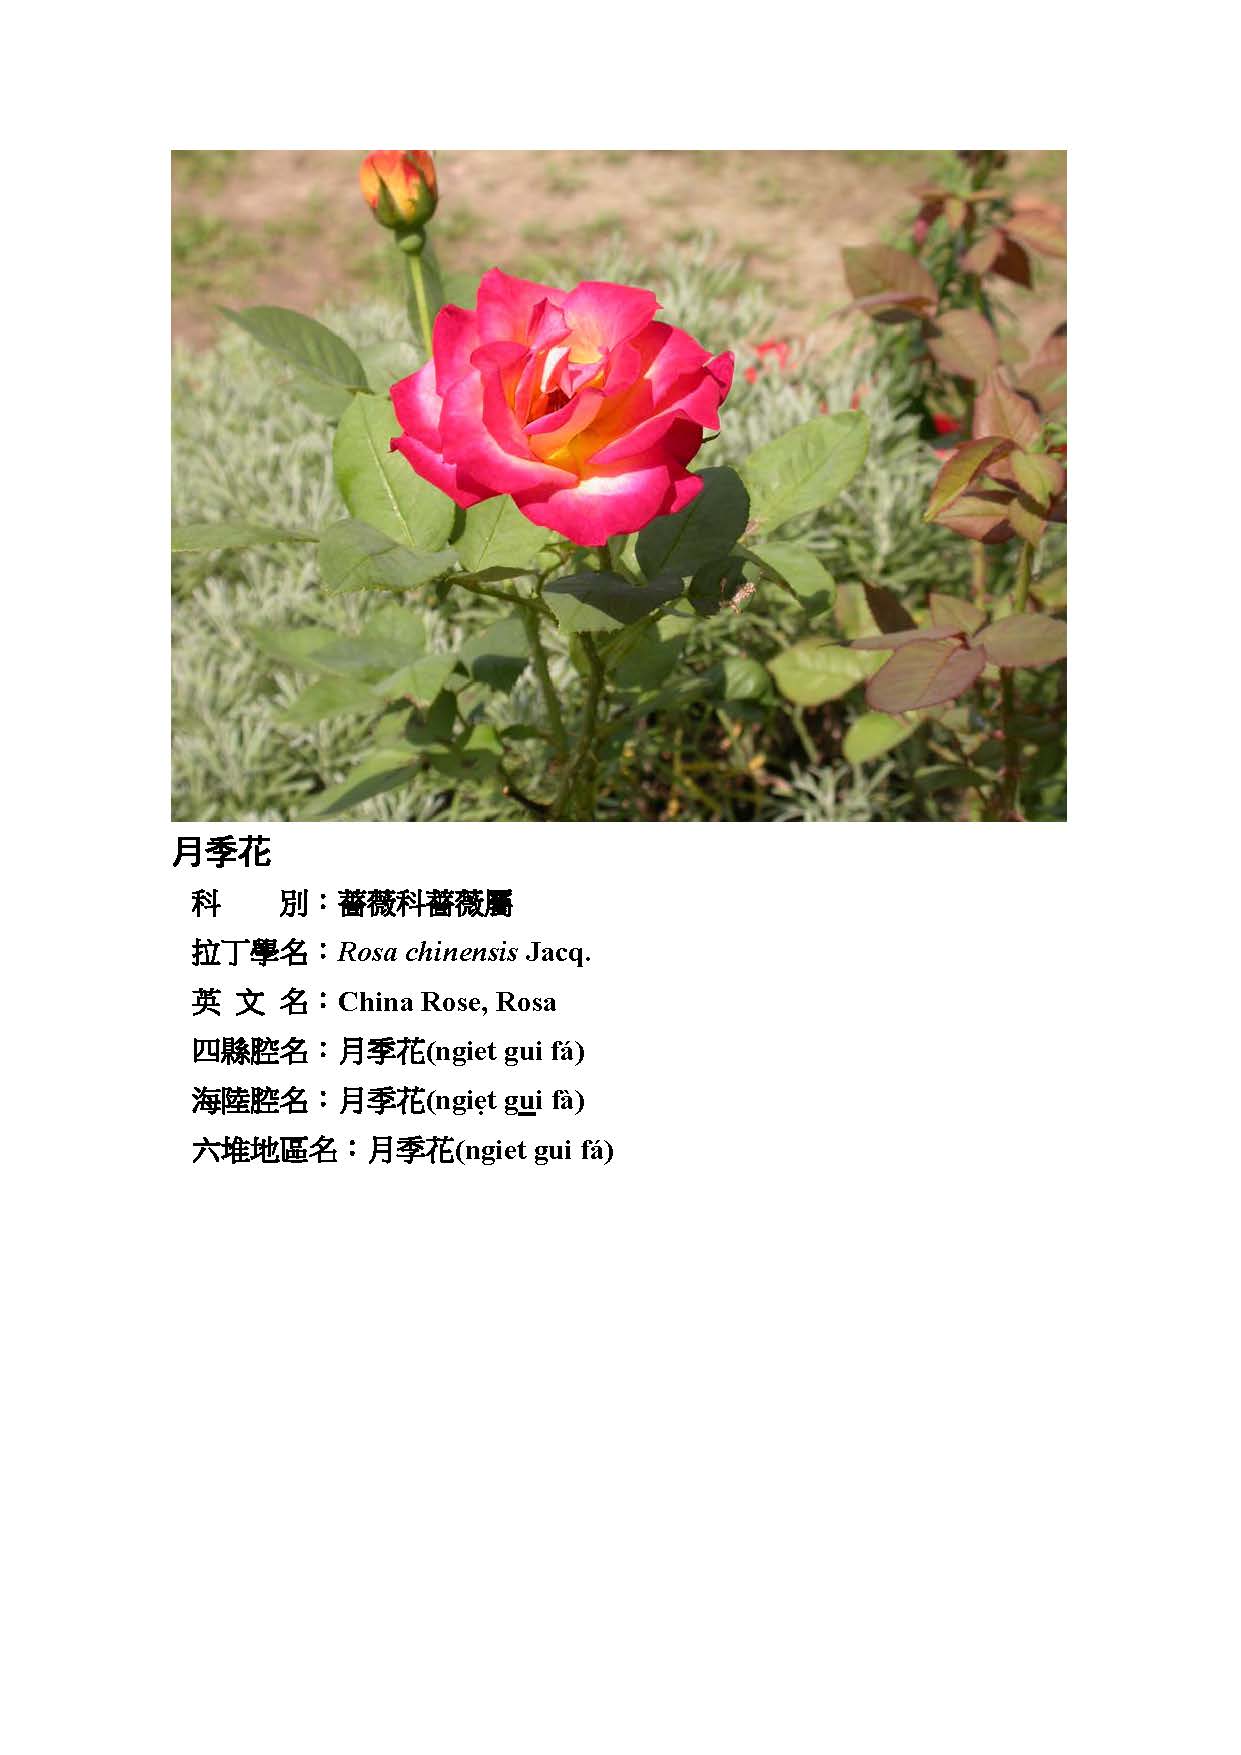 月季花
科　　別：薔薇科薔薇屬
拉丁學名：Rosa chinensis Jacq.
英 文 名：China Rose, Rosa
四縣腔名：月季花(ngiet gui fá)
海陸腔名：月季花(ngiẹt gui fà)
六堆地區名：月季花(ngiet gui fá)